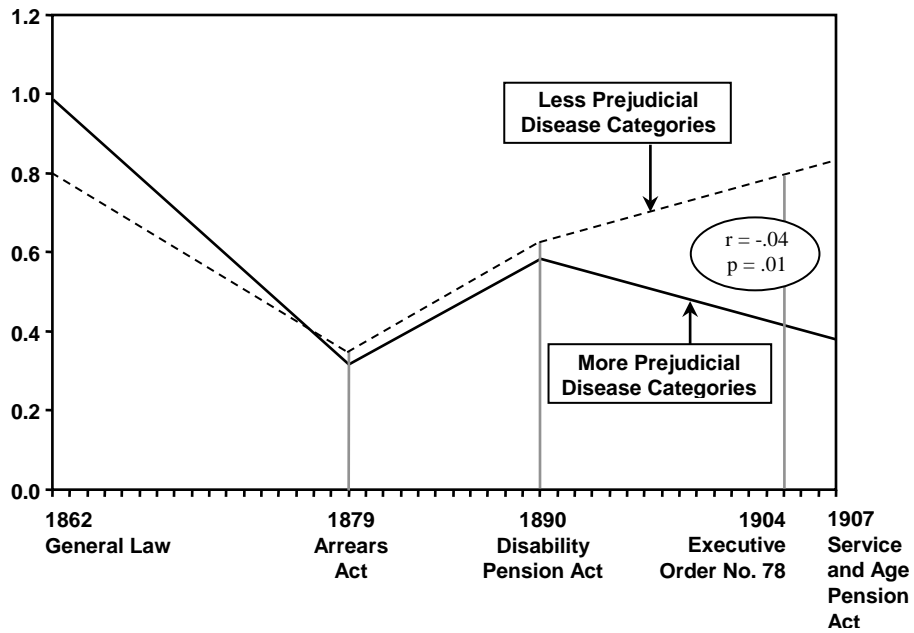 1.2
1.0
0.8
0.6
0.4
0.2
0.0
Less Prejudicial
Disease Categories
r = -.04
p = .01
More Prejudicial
Disease Categories
1862
General Law
1879
Arrears
Act
1890
Disability
Pension Act
1904
Executive
Order No. 78
1907
Service
and Age
Pension
Act